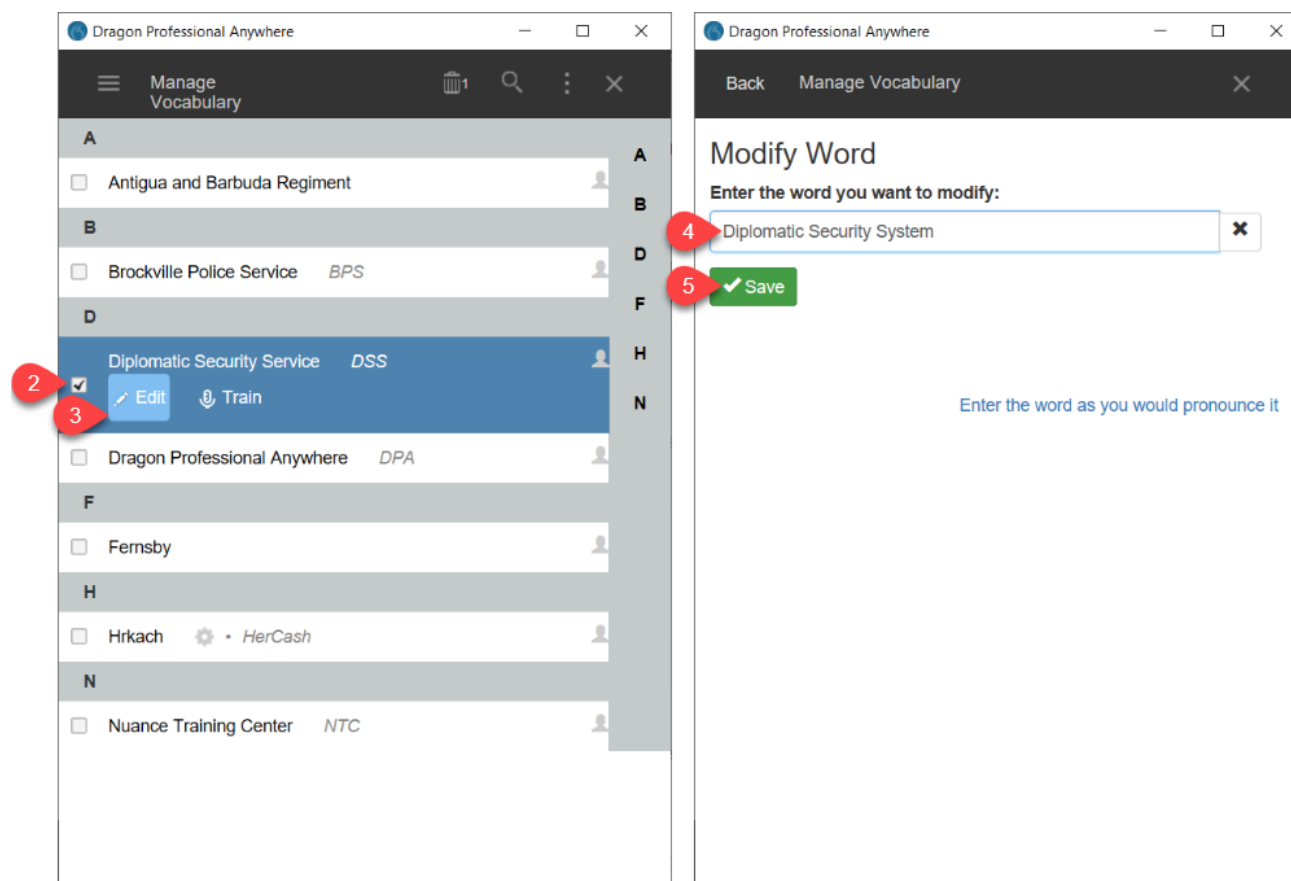 Dragon Professional Anywhere
Manage
Vocabulary
1
A
Antigua and Barbuda Regiment
B
Brockville Police Service BPS
D
Diplomatic Security Service DSS
2
Edit Train
3
Dragon Professional Anywhere DPA
F
Fernsby
H
Hrkach • HerCash
N
Nuance Training Center NTC
A
B
D
F
H
N
Dragon Professional Anywhere
Back Manage Vocabulary
Modify Word
Enter the word you want to modify:
4 Diplomatic Security System
5 Save
Enter the word as you would pronounce it